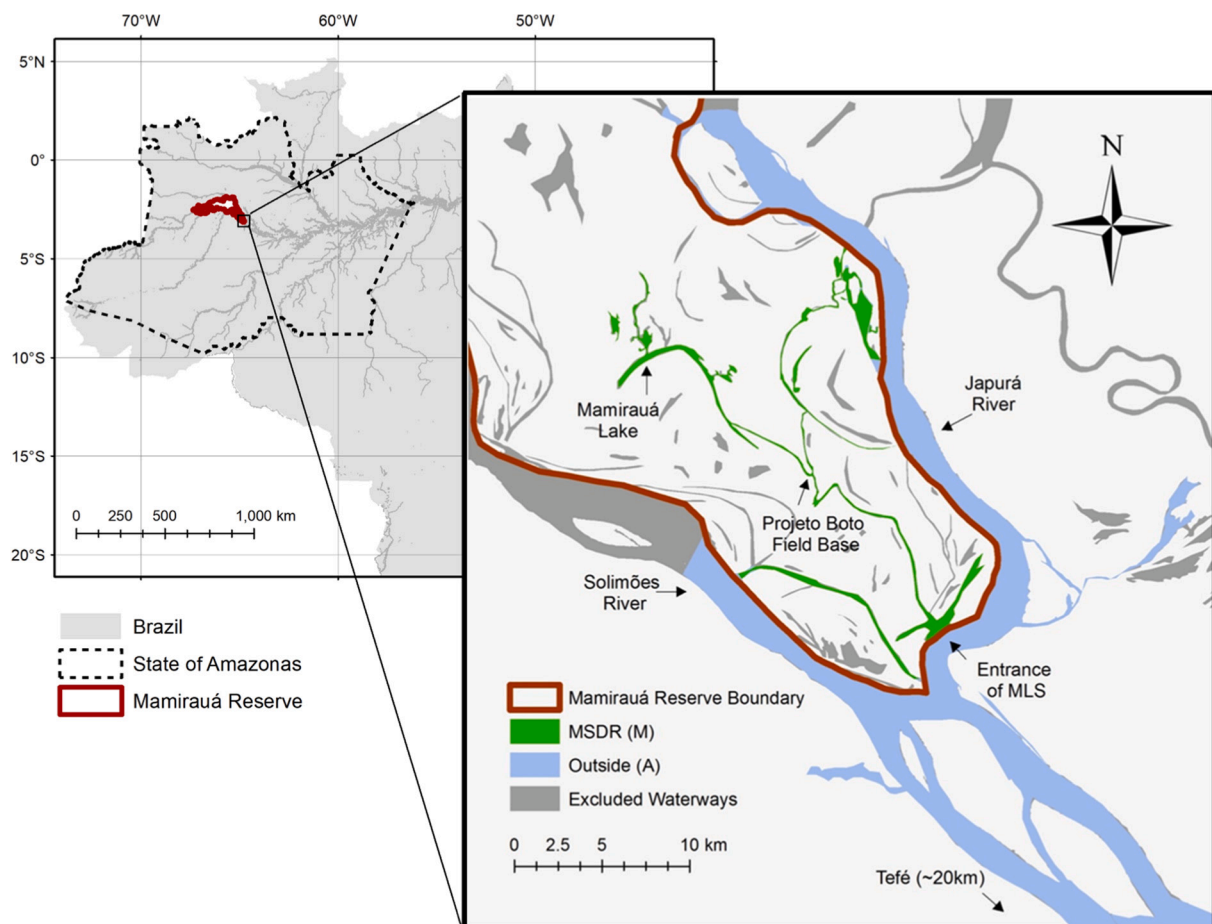 70°W
60°W
50°W
5°N
0°
5°S
10°S
15°S
20°S
0 250 500 1,000 km
Brazil
State of Amazonas
Mamirauá Reserve
N
Mamirauá
Lake
Japurá
River
Projeto Boto
Field Base
Solimões
River
Entrance
of MLS
Mamirauá Reserve Boundary
MSDR (M)
Outside (A)
Excluded Waterways
0 2.5 5 10 km
Tefé (~20km)